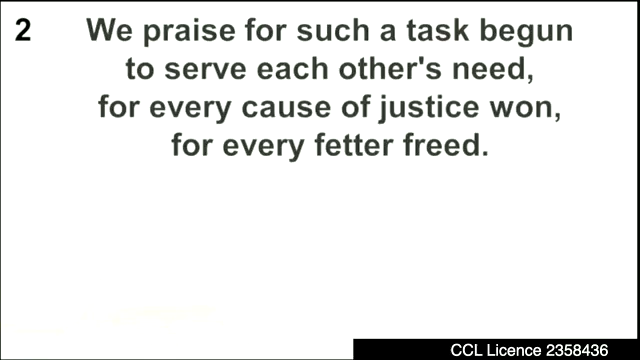 2 We praise for such a task begun
to serve each other's need,
for every cause of justice won,
for every fetter freed.
CCL Licence 2358436